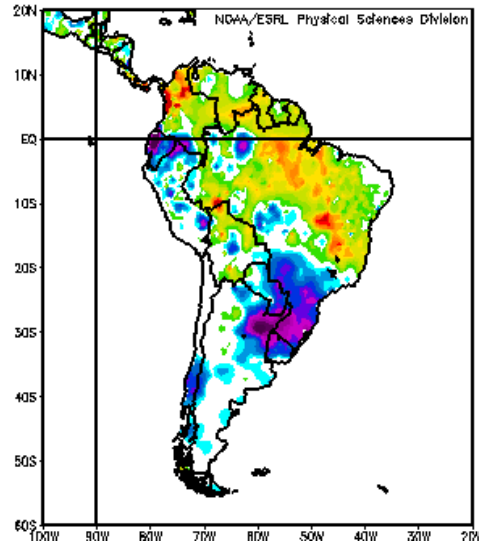 20N
NOAA/ESRL Physical Sciences Division
10N
EQ
10S
20S
30S
40S
50S
60S
100W 90W 80W 70W 60W 50W 40W 30W 20W